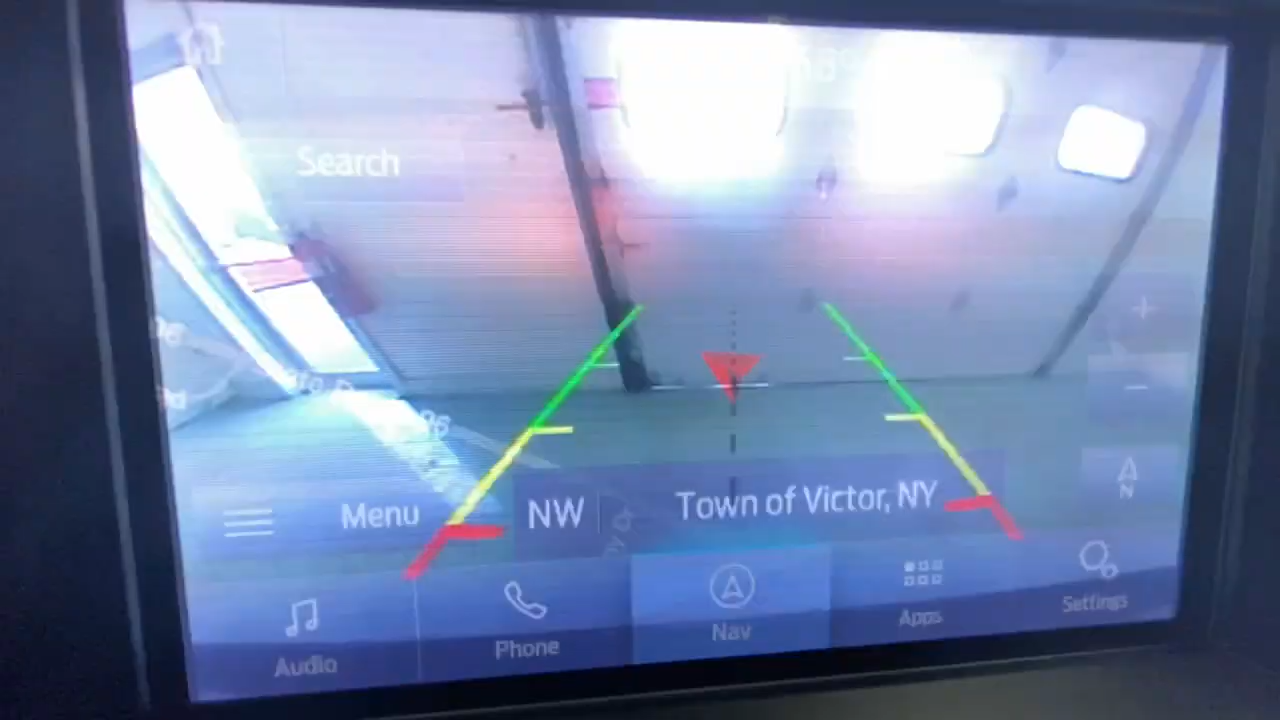 Search
Menu
NW
Town of Victor, NY
N
Audio
Phone
Nav
Apps
Settings